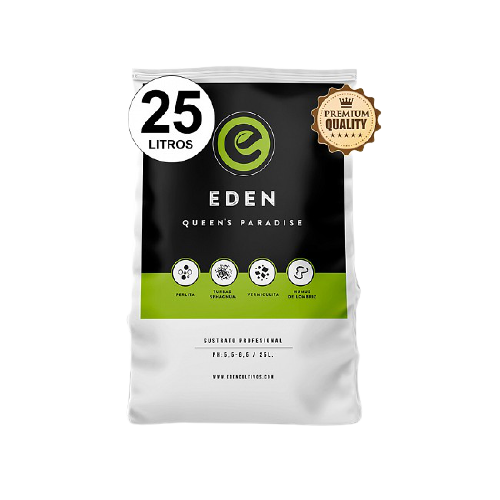 25
LITROS
PREMIUM
QUALITY
e
EDEN
QUEEN'S PARADISE
PERLITA
TURBAS
SPHAGNUM
VERMICULITA
HUMUS
DE LOMBRIZ
SUSTRATO PROFESIONAL
PH:5,5-6,5 / 25L.
WWW.EDENCULTIVOS.COM